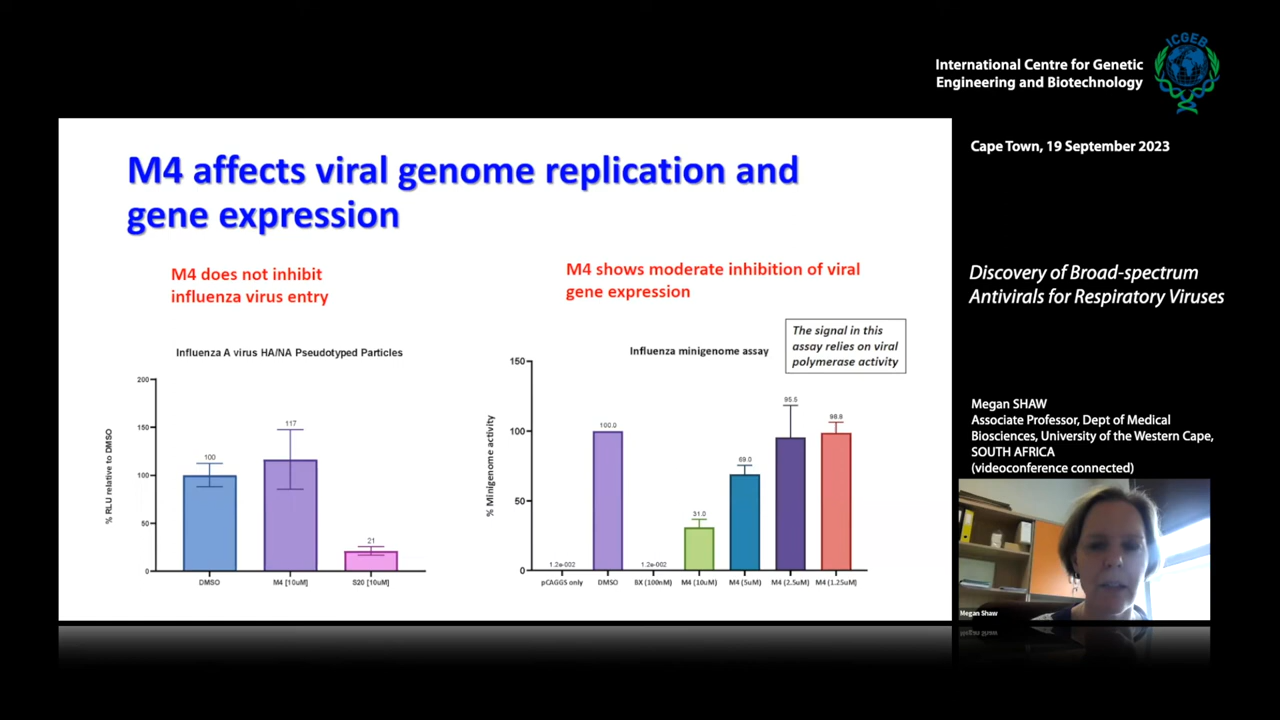 ICGEB
International Centre for Genetic
Engineering and Biotechnology
Cape Town, 19 September 2023
M4 affects viral genome replication and
gene expression
M4 does not inhibit
influenza virus entry
M4 shows moderate inhibition of viral
gene expression
Influenza A virus HA/NA Pseudotyped Particles
% RLU relative to DMSO
200
150
100
50
0
100
117
21
DMSO
M4 [10uM]
S20 [10uM]
Influenza minigenome assay
The signal in this
assay relies on viral
polymerase activity
% Minigenome activity
150
100
50
0
1.2e-002
100.0
1.2e-002
31.0
69.0
95.5
98.8
pCAGGS only
DMSO
BX (100nM)
M4 (10uM)
M4 (5uM)
M4 (2.5uM)
M4 (1.25uM)
Discovery of Broad-spectrum
Antivirals for Respiratory Viruses
Megan SHAW
Associate Professor, Dept of Medical
Biosciences, University of the Western Cape,
SOUTH AFRICA
(videoconference connected)
Megan Shaw